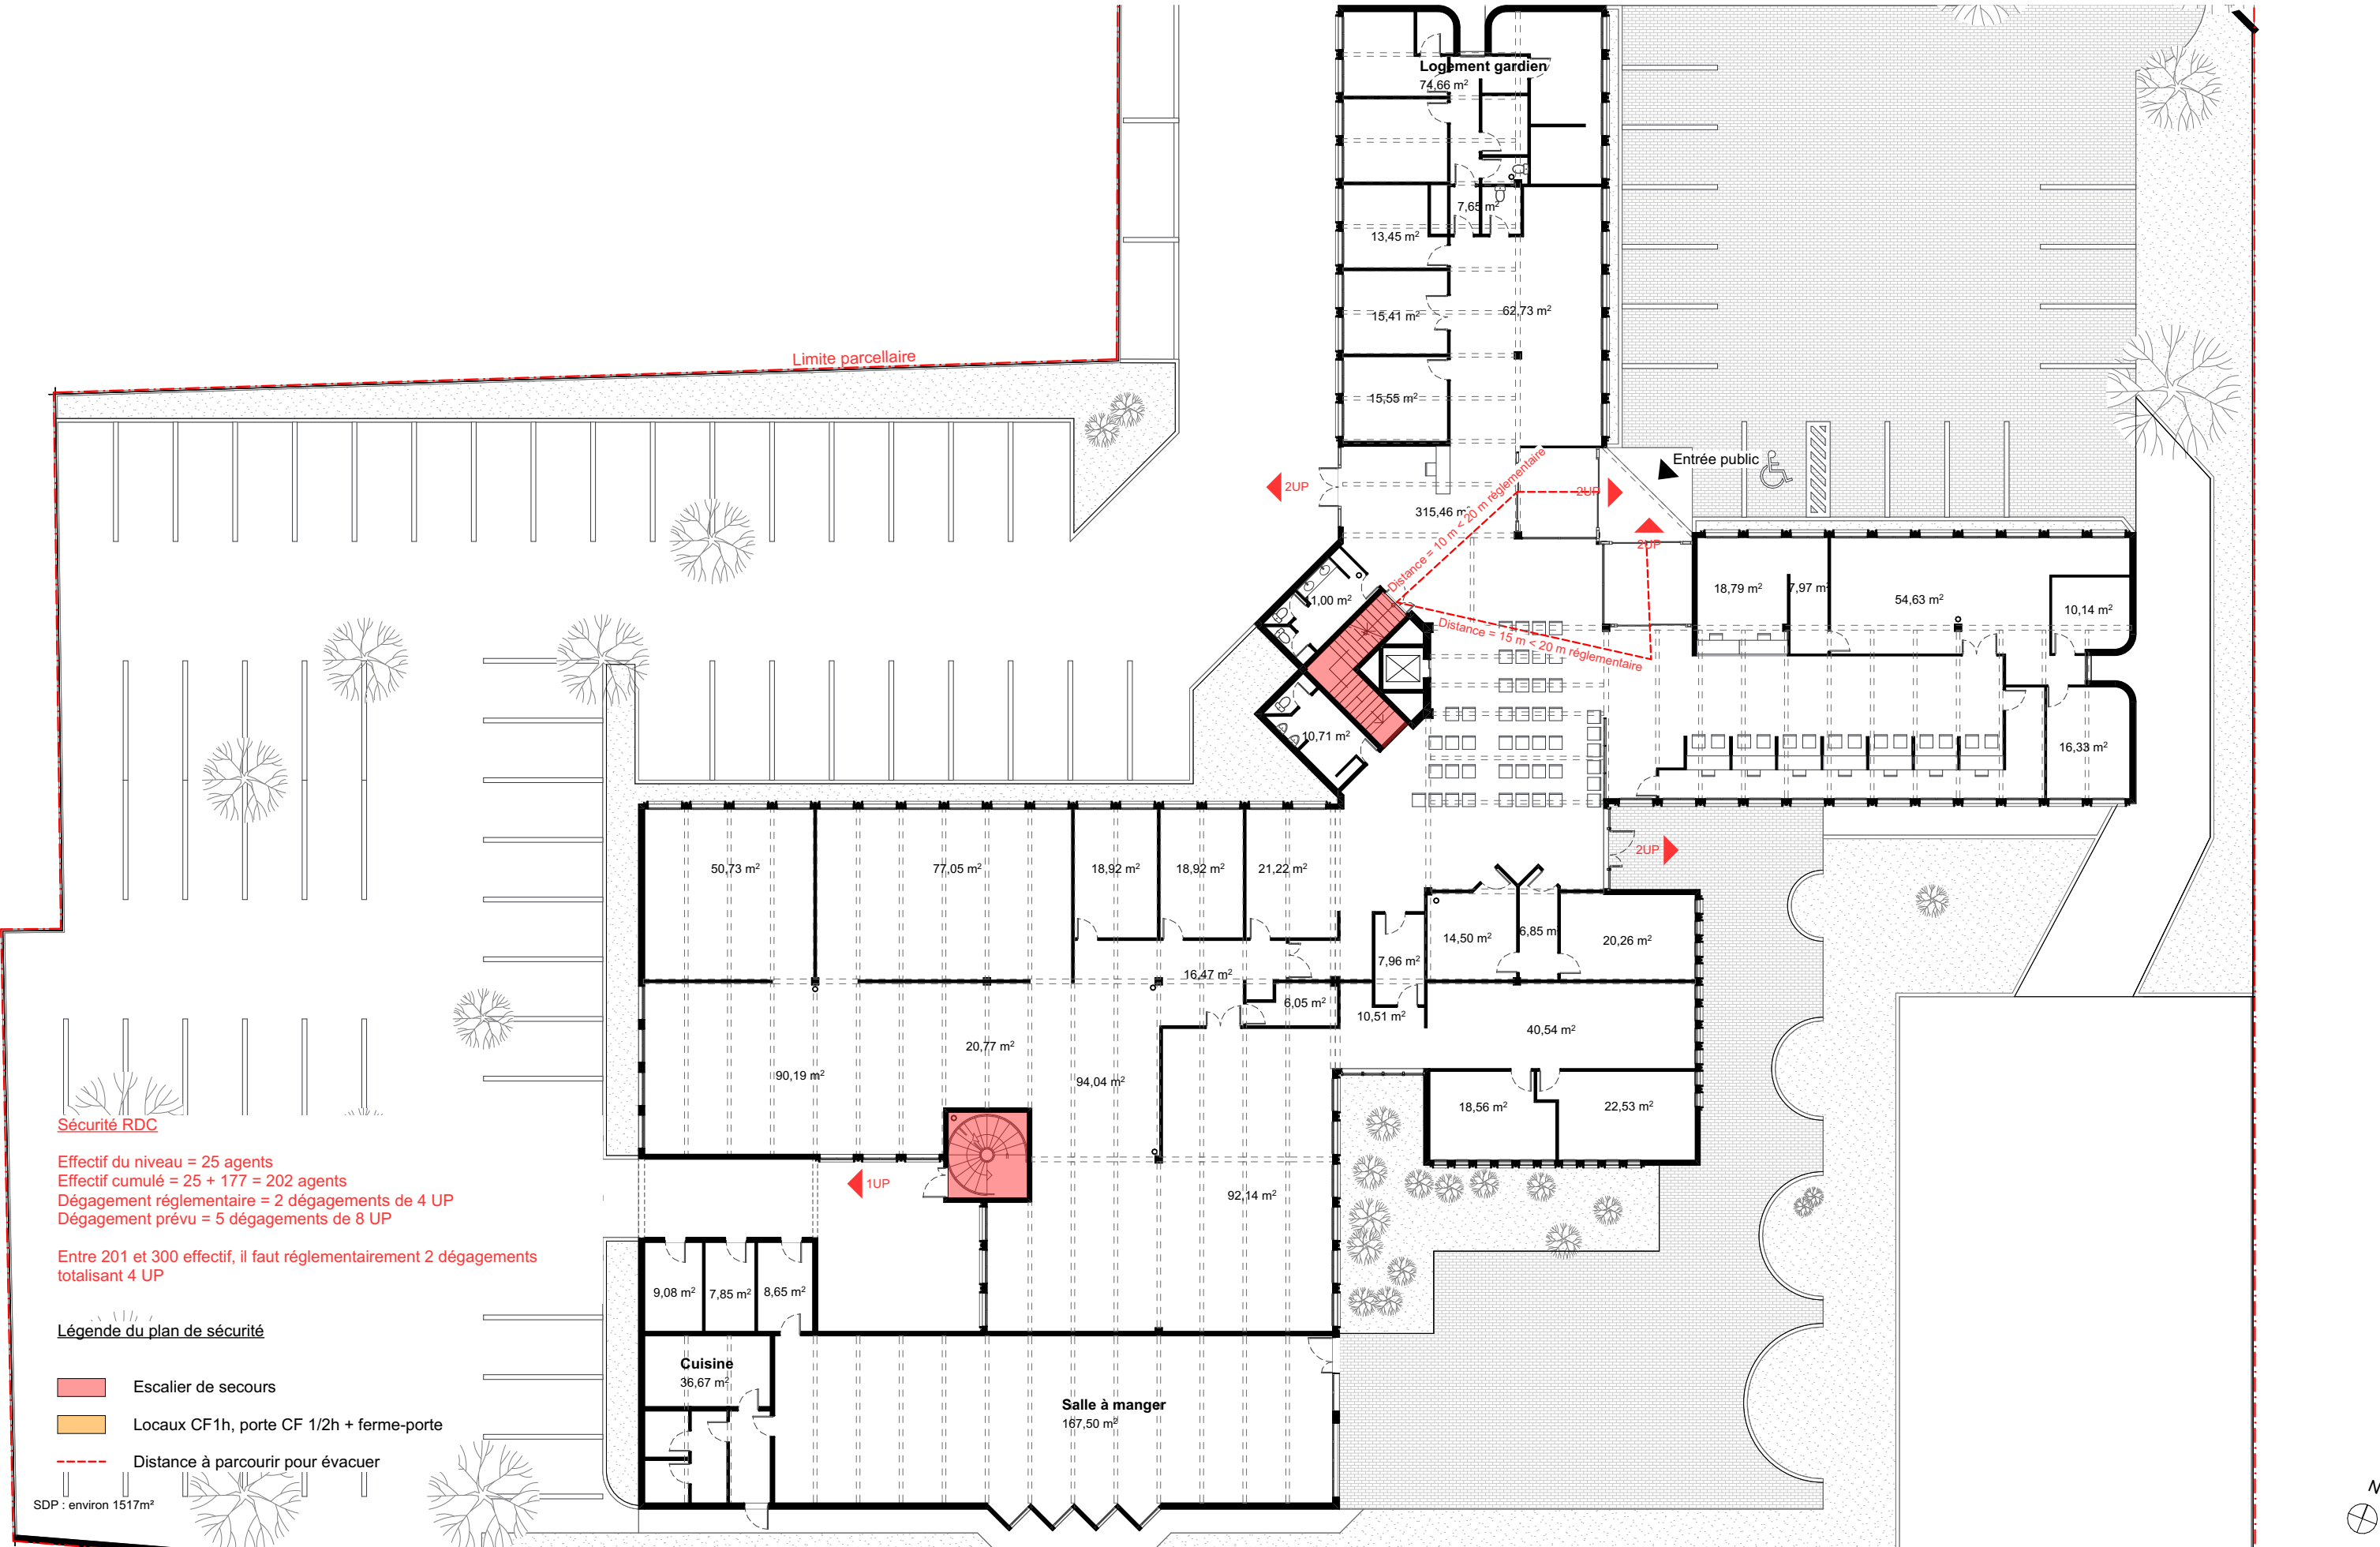 Logement gardien
74,66 m²
7,65 m²
13,45 m²
15,41 m²
62,73 m²
Limite parcellaire
15,55 m²
Entrée public
2UP
2UP
315,46 m²
Distance = 10 m < 20 m réglementaire
2UP
18,79 m²
7,97 m²
54,63 m²
10,14 m²
1,00 m²
Distance = 15 m < 20 m réglementaire
10,71 m²
16,33 m²
2UP
50,73 m²
77,05 m²
18,92 m²
18,92 m²
21,22 m²
14,50 m²
6,85 m
20,26 m²
7,96 m²
16,47 m²
6,05 m²
10,51 m²
40,54 m²
20,77 m²
90,19 m²
94,04 m²
18,56 m²
22,53 m²
Sécurité RDC
Effectif du niveau = 25 agents
Effectif cumulé = 25 + 177 = 202 agents
Dégagement réglementaire = 2 dégagements de 4 UP
Dégagement prévu = 5 dégagements de 8 UP
Entre 201 et 300 effectif, il faut réglementairement 2 dégagements
totalisant 4 UP
1UP
92,14 m²
9,08 m²
7,85 m²
8,65 m²
Légende du plan de sécurité
Escalier de secours
Locaux CF1h, porte CF 1/2h + ferme-porte
Distance à parcourir pour évacuer
SDP : environ 1517m²
Cuisine
36,67 m²
Salle à manger
167,50 m²
N